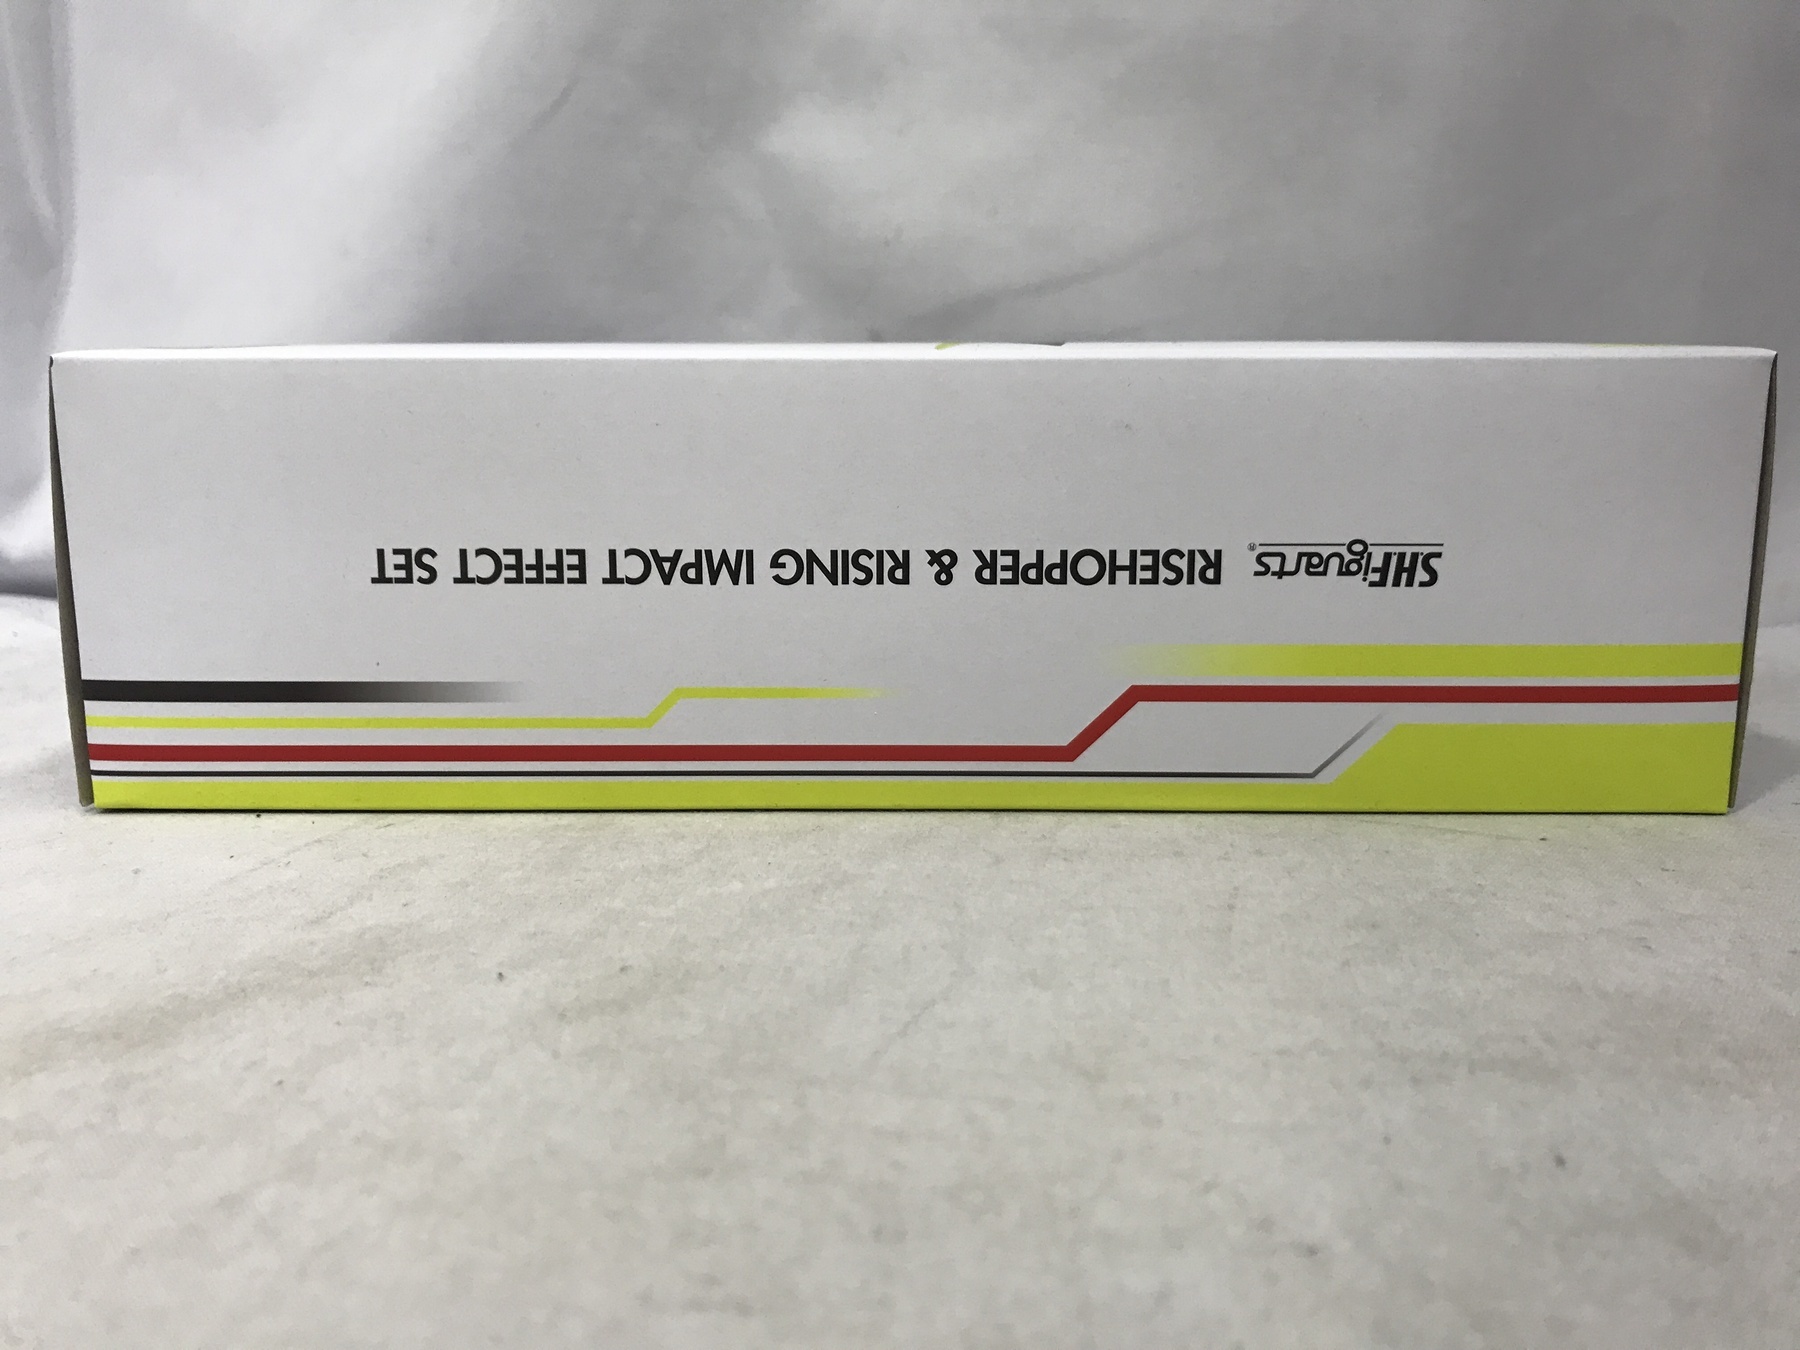 S.H.Figuarts® RISEHOPPER & RISING IMPACT EFFECT SET